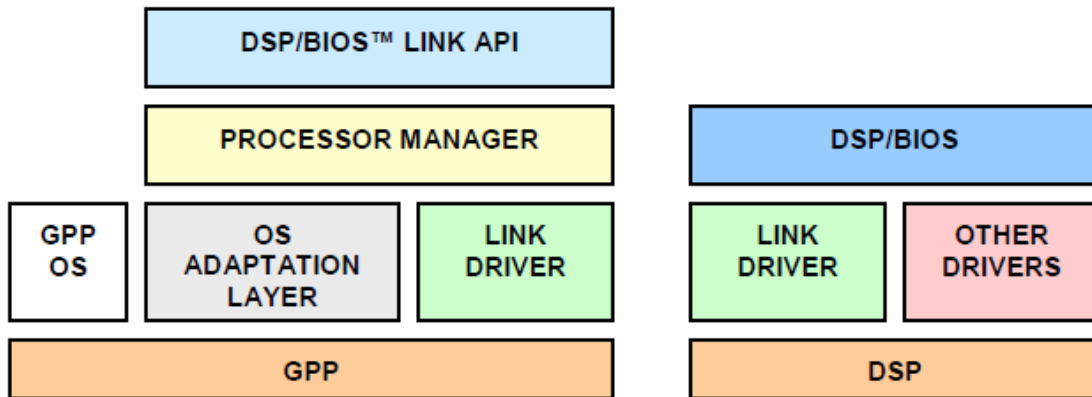 DSP/BIOS™ LINK API
PROCESSOR MANAGER
DSP/BIOS
GPP
OS
OS
ADAPTATION
LAYER
LINK
DRIVER
LINK
DRIVER
OTHER
DRIVERS
GPP
DSP